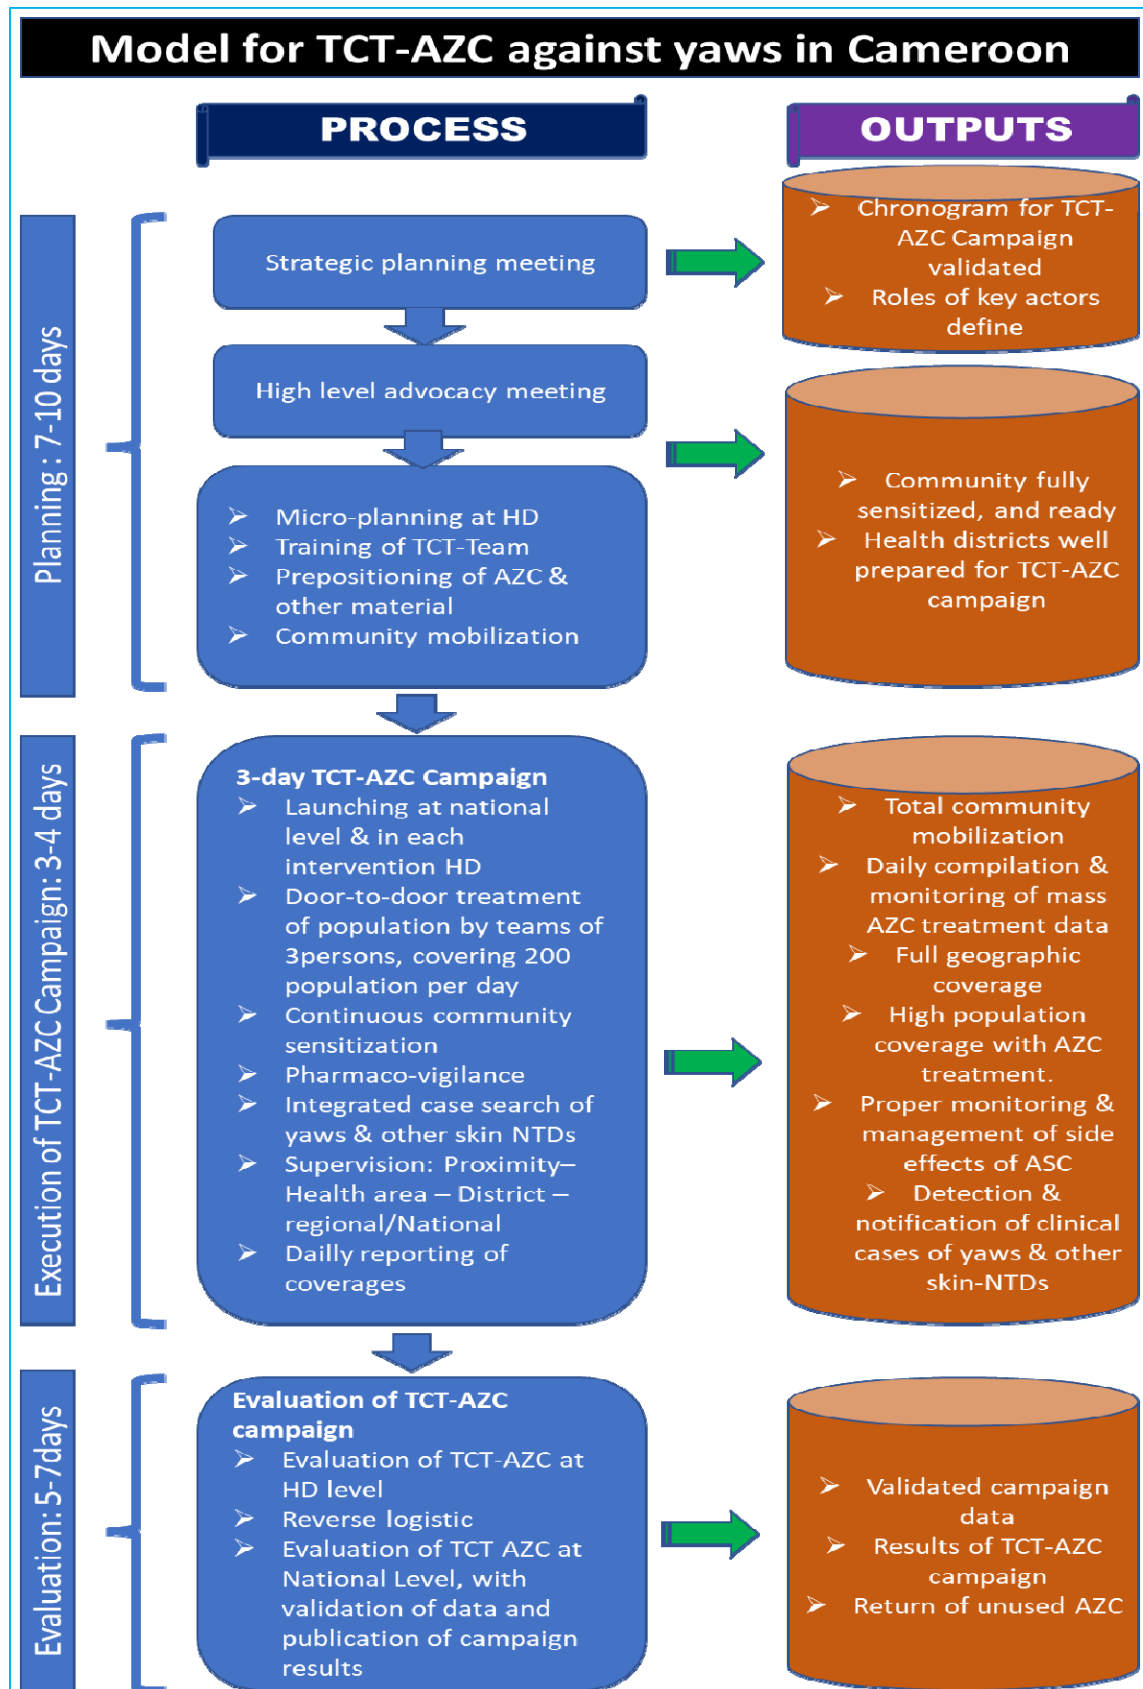 Model for TCT-AZC against yaws in Cameroon
PROCESS
OUTPUTS
Planning : 7-10 days
Strategic planning meeting
➢ Chronogram for TCT-
AZC Campaign
validated
➢ Roles of key actors
define
High level advocacy meeting
➢ Micro-planning at HD
➢ Training of TCT-Team
➢ Prepositioning of AZC &
other material
➢ Community mobilization
➢ Community fully
sensitized, and ready
➢ Health districts well
prepared for TCT-AZC
campaign
Execution of TCT-AZC Campaign: 3-4 days
3-day TCT-AZC Campaign
➢ Launching at national
level & in each
intervention HD
➢ Door-to-door treatment
of population by teams of
3persons, covering 200
population per day
➢ Continuous community
sensitization
➢ Pharmaco-vigilance
➢ Integrated case search of
yaws & other skin NTDs
➢ Supervision: Proximity–
Health area – District –
regional/National
➢ Dailly reporting of
coverages
➢ Total community
mobilization
➢ Daily compilation &
monitoring of mass
AZC treatment data
➢ Full geographic
coverage
➢ High population
coverage with AZC
treatment.
➢ Proper monitoring &
management of side
effects of ASC
➢ Detection &
notification of clinical
cases of yaws & other
skin-NTDs
Evaluation: 5-7days
Evaluation of TCT-AZC
campaign
➢ Evaluation of TCT-AZC at
HD level
➢ Reverse logistic
➢ Evaluation of TCT AZC at
National Level, with
validation of data and
publication of campaign
results
➢ Validated campaign
data
➢ Results of TCT-AZC
campaign
➢ Return of unused AZC